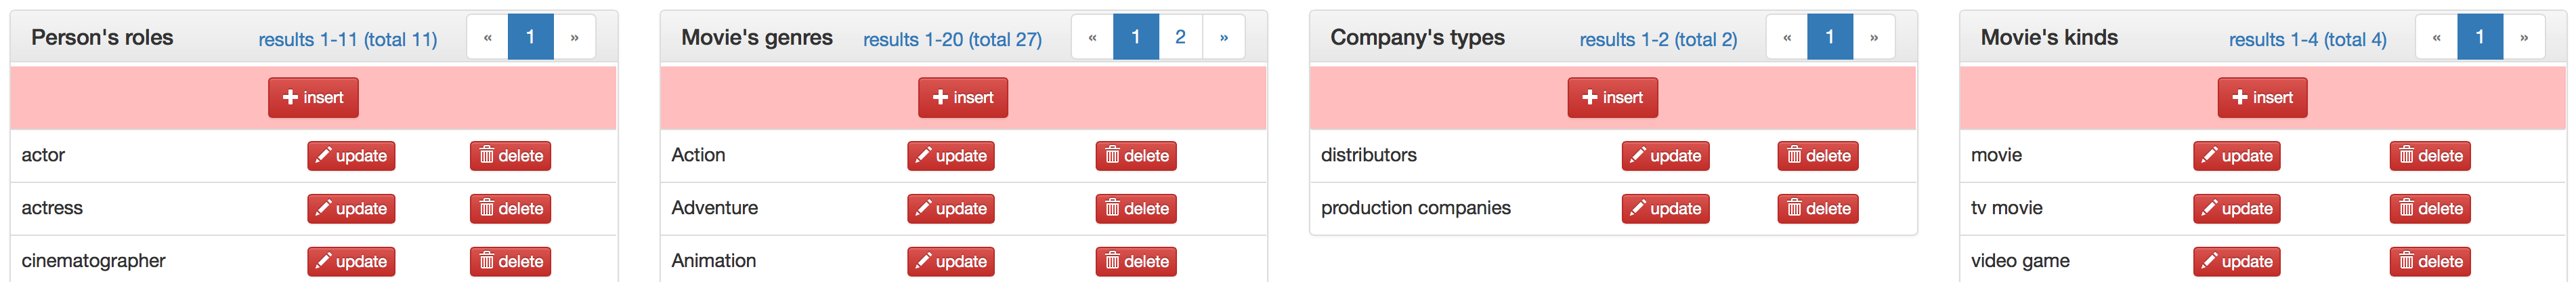 Person's roles results 1-11 (total 11) « 1 »
+ insert
actor update delete
actress update delete
cinematographer update delete
Movie's genres results 1-20 (total 27) « 1 2 »
+ insert
Action update delete
Adventure update delete
Animation update delete
Company's types results 1-2 (total 2) « 1 »
+ insert
distributors update delete
production companies update delete
Movie's kinds results 1-4 (total 4) « 1 »
+ insert
movie update delete
tv movie update delete
video game update delete